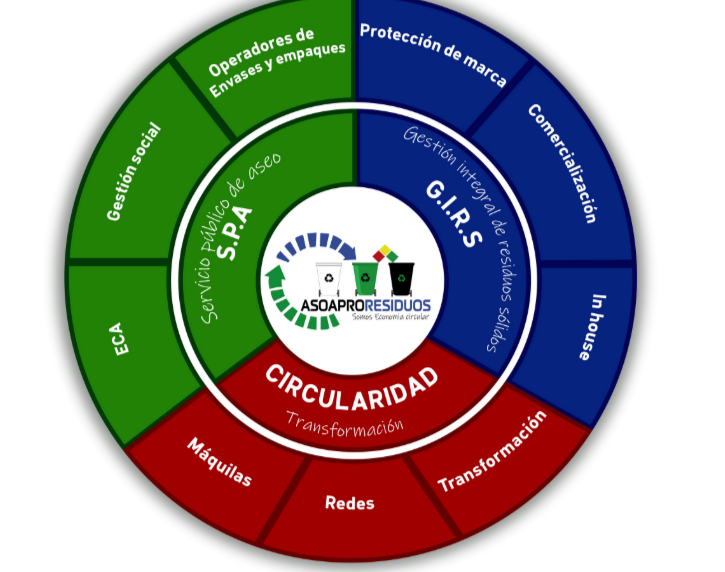 Operadores de
Envases y empaques
Protección de marca
Comercialización
In house
Gestión social
ECA
Servicio Público de aseo
S.P.A
Gestión integral de residuos sólidos
G.I.R.S
ASOAPRORESIDUOS
Somos Economía circular
CIRCULARIDAD
Transformación
Máquilas
Redes
Transformación